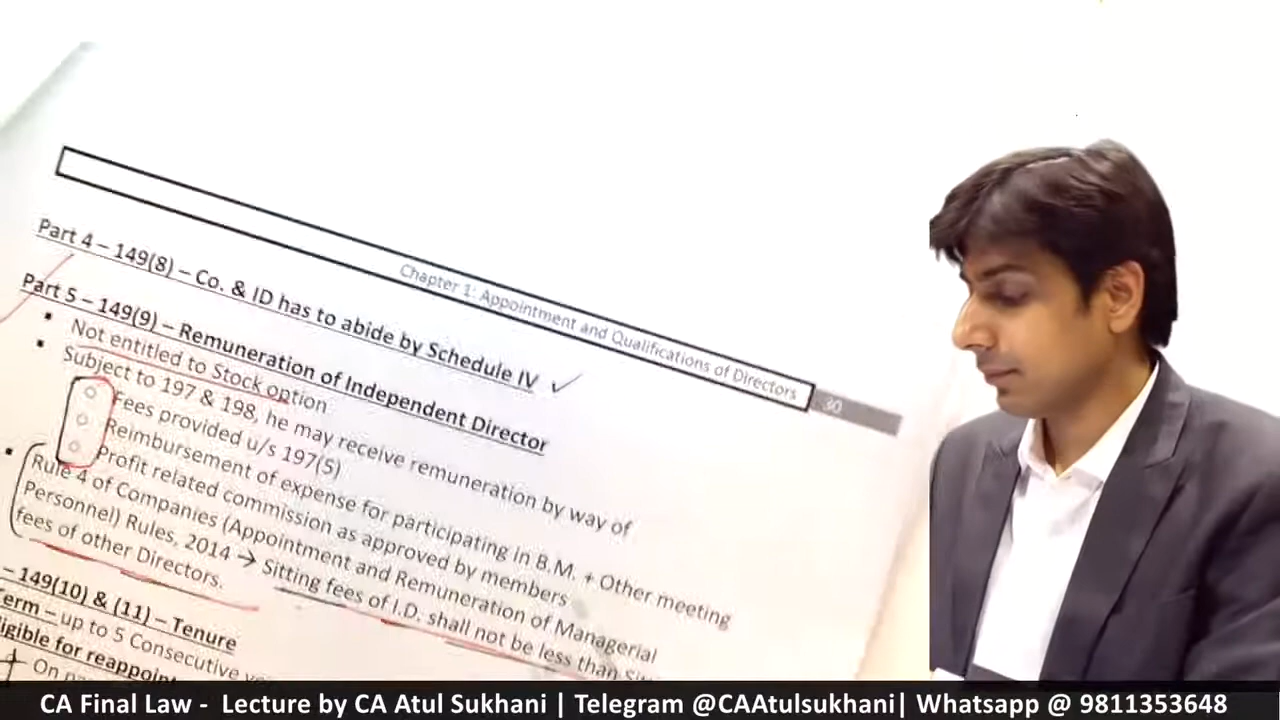 Chapter 1: Appointment and Qualifications of Directors
30
Part 4 – 149(8) – Co. & ID has to abide by Schedule IV
Part 5 – 149(9) – Remuneration of Independent Director
Not entitled to Stock option
Subject to 197 & 198, he may receive remuneration by way of
Fees provided u/s 197(5)
Reimbursement of expense for participating in B.M. + Other meeting
Profit related commission as approved by members
Rule 4 of Companies (Appointment and Remuneration of Managerial
Personnel) Rules, 2014 → Sitting fees of I.D. shall not be less than
fees of other Directors.
– 149(10) & (11) – Tenure
Term – up to 5 Consecutive
On
CA Final Law - Lecture by CA Atul Sukhani | Telegram @CAAtulsukhani| Whatsapp @ 9811353648